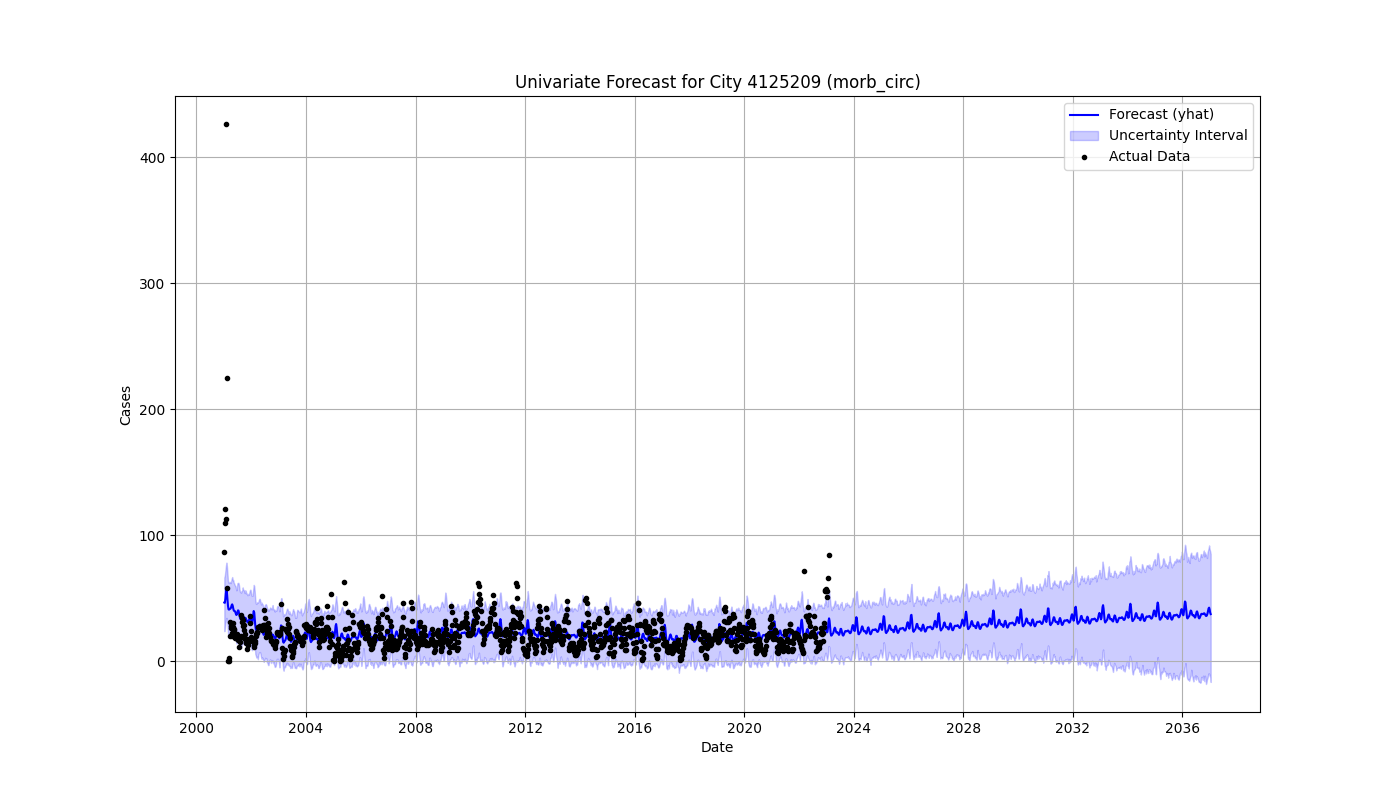 Univariate Forecast for City 4125209 (morb_circ)
Forecast (yhat)
Uncertainty Interval
Actual Data
Cases
400
300
200
100
0
2000 2004 2008 2012 2016 2020 2024 2028 2032 2036
Date